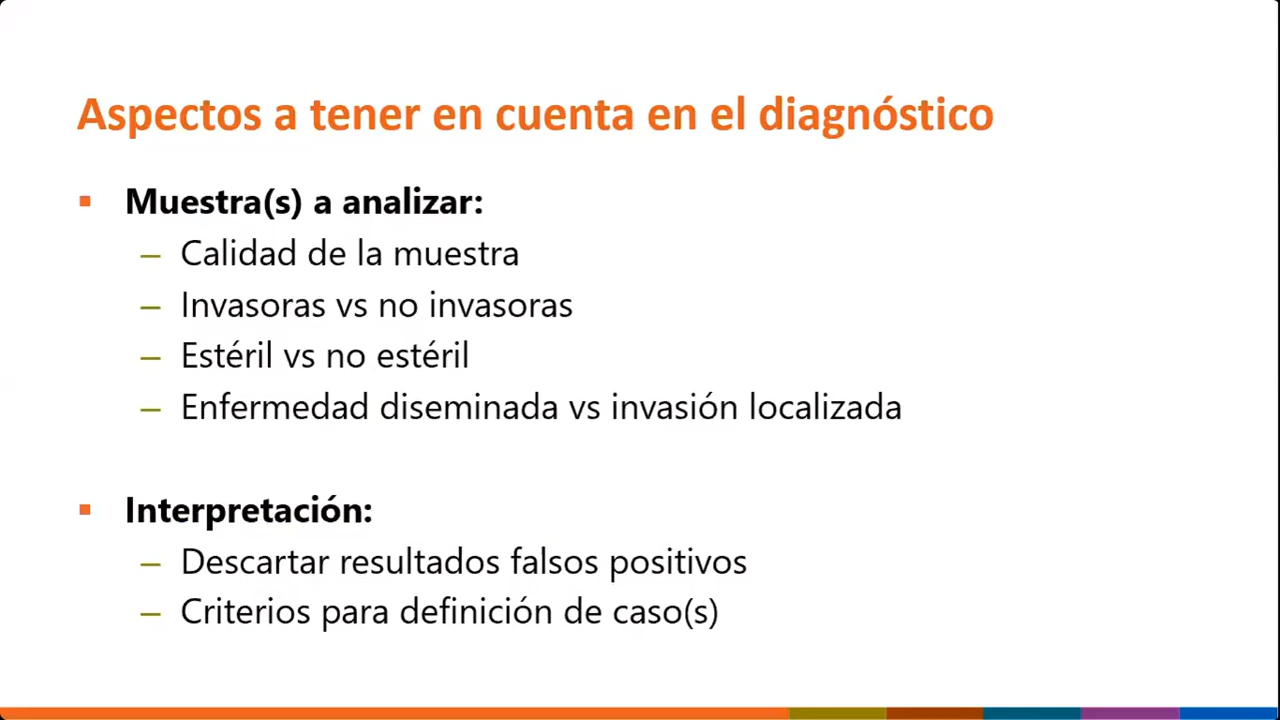 Aspectos a tener en cuenta en el diagnóstico
▪ Muestra(s) a analizar:
– Calidad de la muestra
– Invasoras vs no invasoras
– Estéril vs no estéril
– Enfermedad diseminada vs invasión localizada
▪ Interpretación:
– Descartar resultados falsos positivos
– Criterios para definición de caso(s)